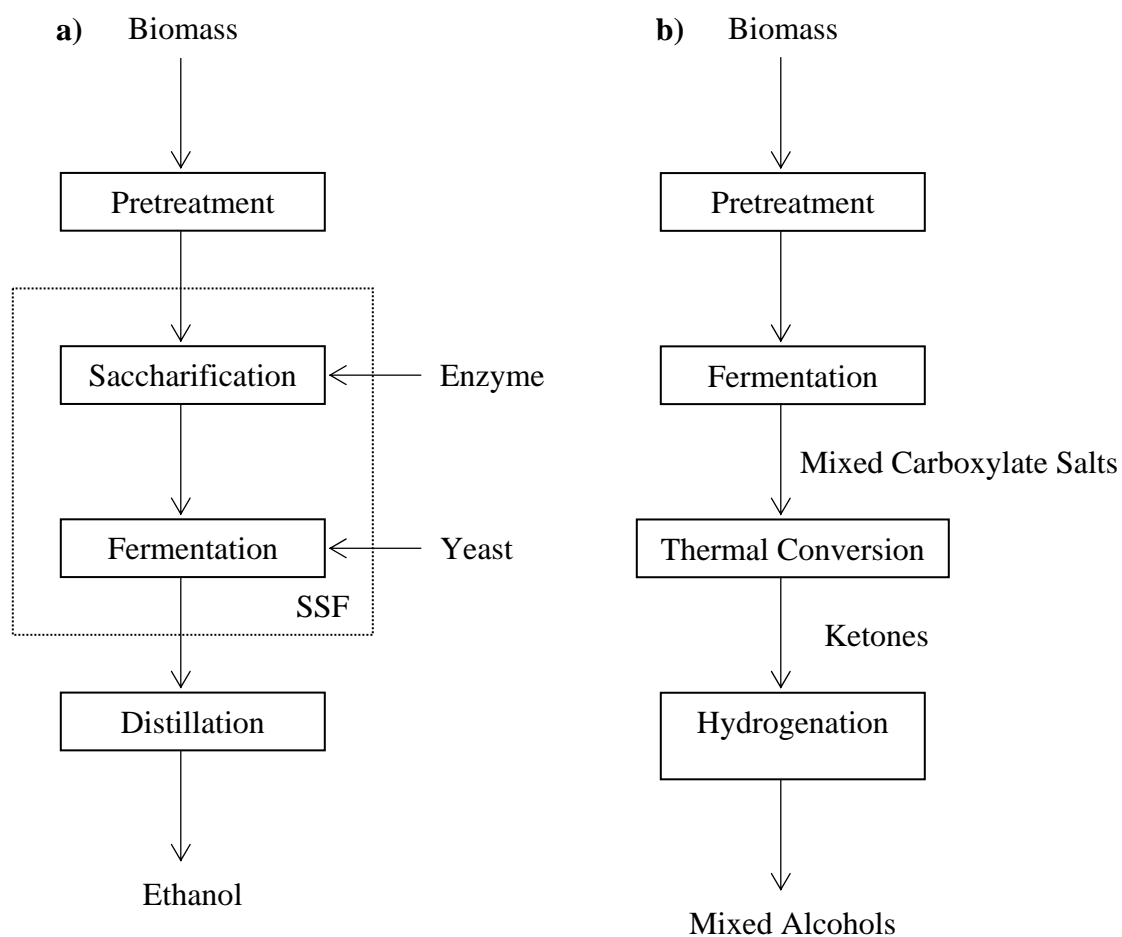 a) Biomass
Pretreatment
Saccharification
Enzyme
Fermentation
Yeast
SSF
Distillation
Ethanol
b) Biomass
Pretreatment
Fermentation
Mixed Carboxylate Salts
Thermal Conversion
Ketones
Hydrogenation
Mixed Alcohols